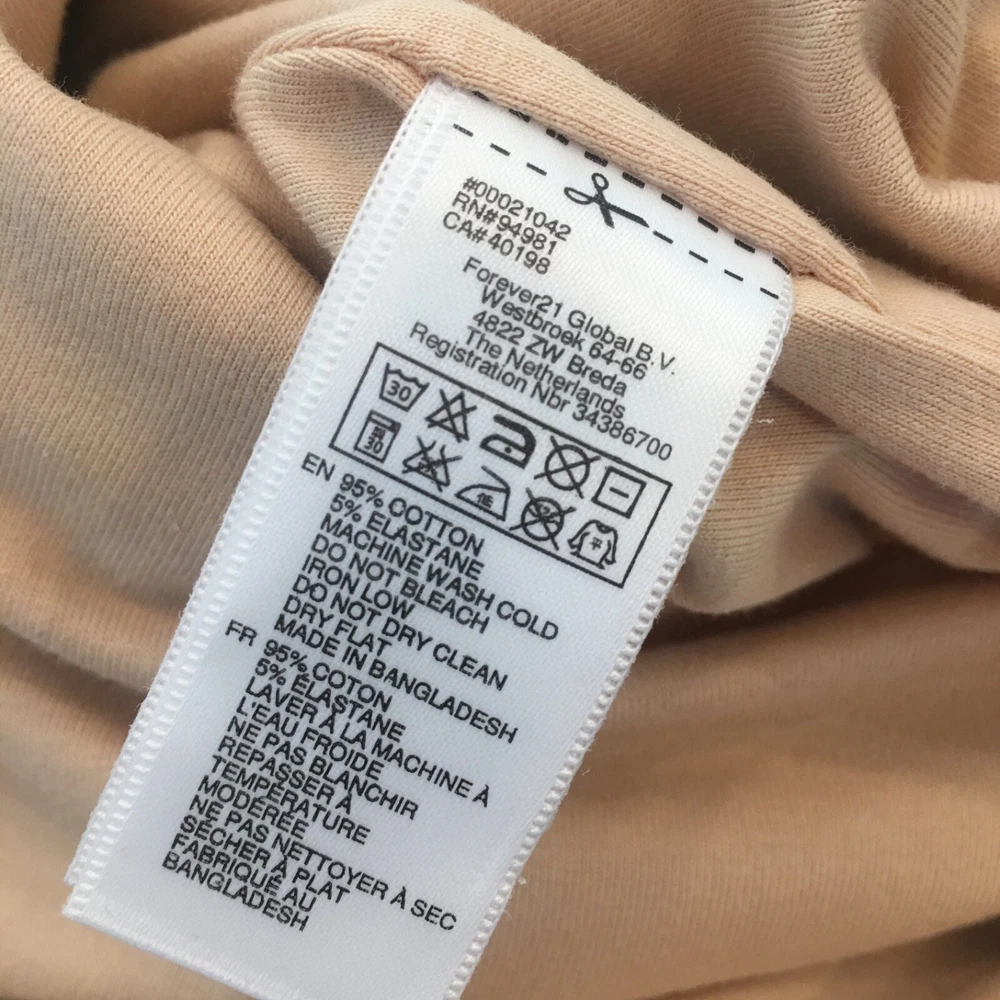 #00021042
RN#94981
CA#40198
Forever21 Global B.V.
Westbroek 64-66
4822 ZW Breda
The Netherlands
Registration Nbr 34386700
30
30
低
平
EN 95% COTTON
5% ELASTANE
MACHINE WASH COLD
DO NOT BLEACH
IRON LOW
DO NOT DRY CLEAN
DRY FLAT
MADE IN BANGLADESH
FR 95% COTON
5% ÉLASTANE
LAVER À LA MACHINE À
L'EAU FROIDE
NE PAS BLANCHIR
REPASSER À
TEMPÉRATURE
MODÉRÉE
NE PAS NETTOYER À SEC
SÉCHER À PLAT
FABRIQUÉ AU
BANGLADESH